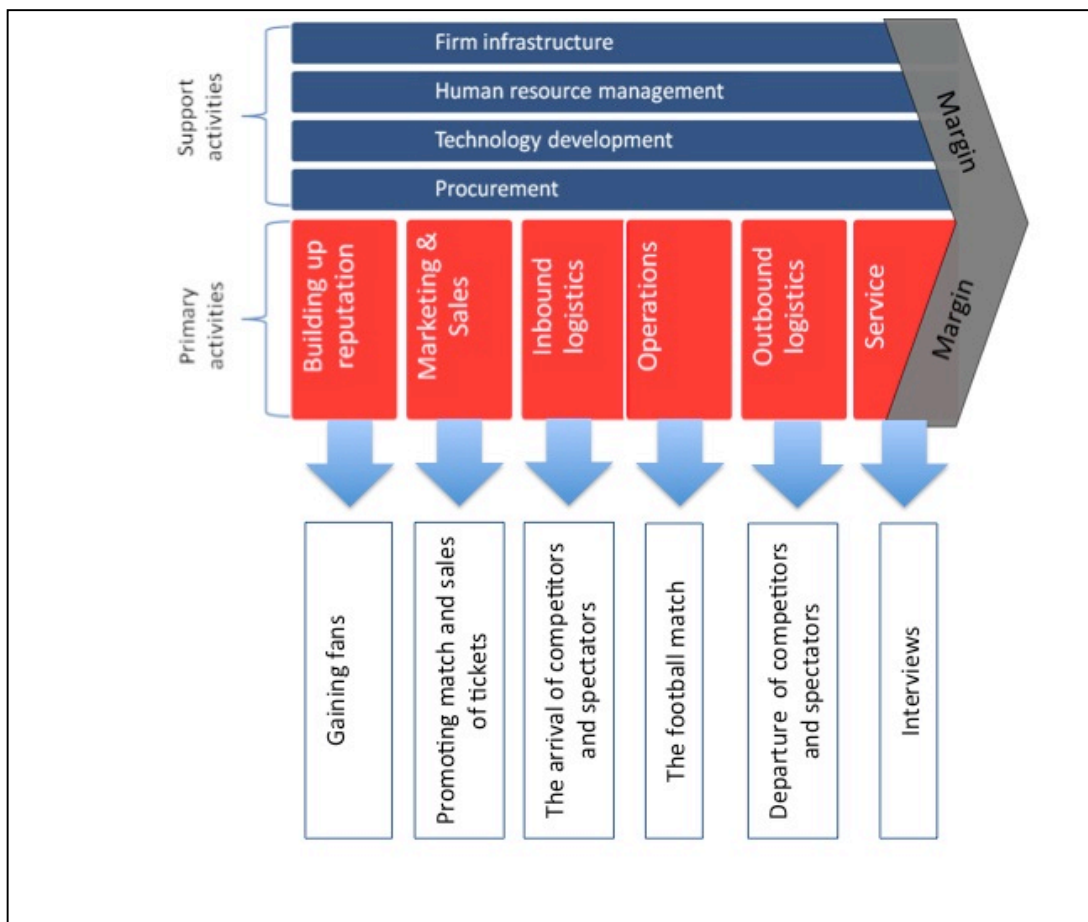 Support
activities
Firm infrastructure
Human resource management
Technology development
Procurement
Margin
Primary
activities
Building up
reputation
Marketing &
Sales
Inbound
logistics
Operations
Outbound
logistics
Service
Margin
Gaining fans
Promoting match and sales
of tickets
The arrival of competitors
and spectators
The football match
Departure of competitors
and spectators
Interviews